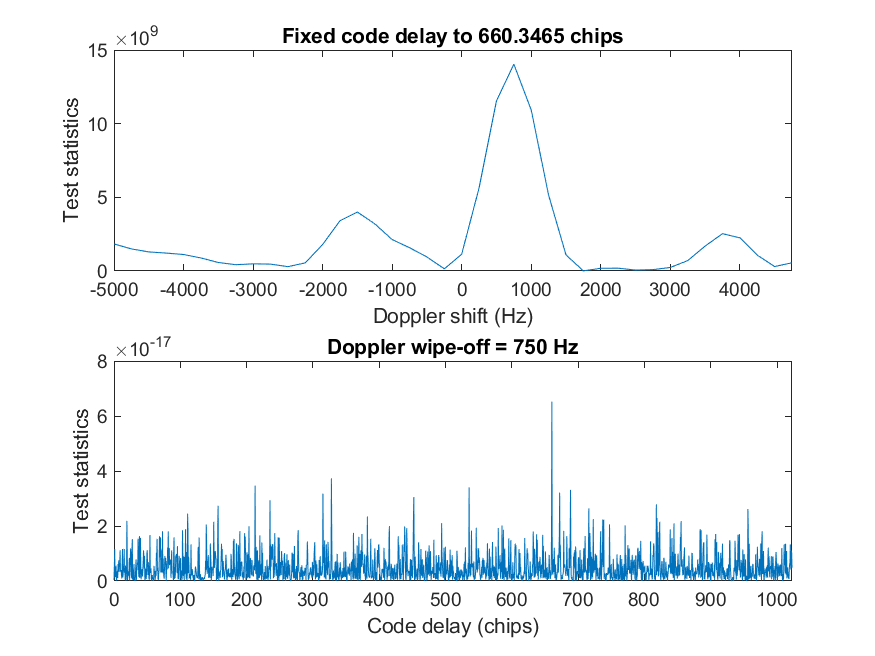 Fixed code delay to 660.3465 chips
×10^9
15
10
5
0
Test statistics
-5000 -4000 -3000 -2000 -1000 0 1000 2000 3000 4000
Doppler shift (Hz)
Doppler wipe-off = 750 Hz
×10^-17
8
6
4
2
0
Test statistics
0 100 200 300 400 500 600 700 800 900 1000
Code delay (chips)